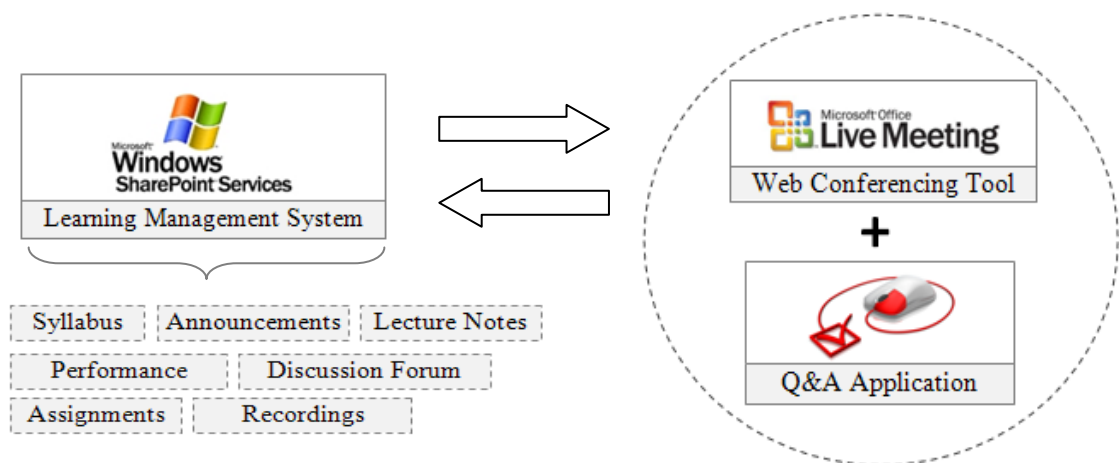 Microsoft
Windows
SharePoint Services
Learning Management System
Syllabus
Announcements
Lecture Notes
Performance
Discussion Forum
Assignments
Recordings
Microsoft Office
Live Meeting
Web Conferencing Tool
+
Q&A Application